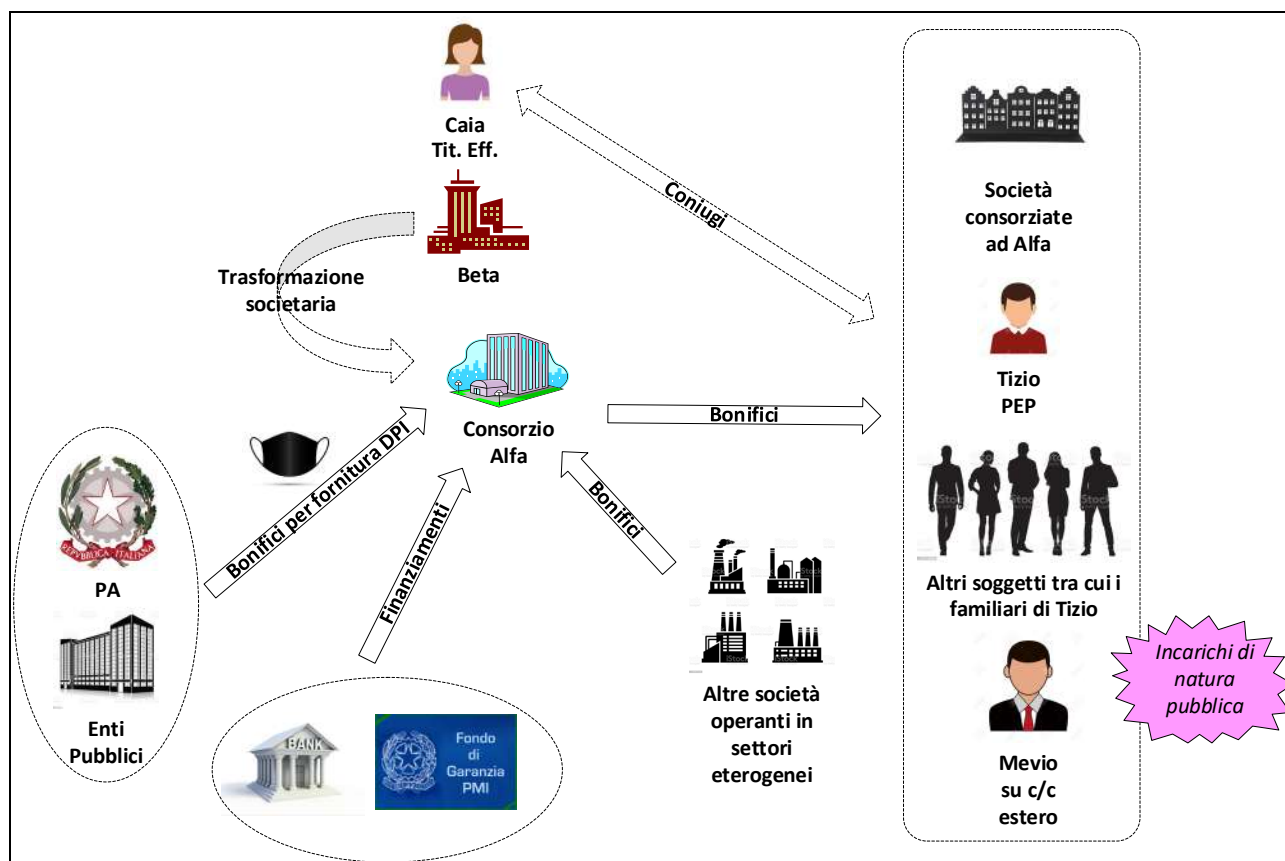 Caia
Tit. Eff.
Beta
Trasformazione
societaria
Coniugi
Consorzio
Alfa
Bonifici
Bonifici per fornitura DPI
Finanziamenti
Bonifici
PA
REPVBBLICA ITALIANA
Enti
Pubblici
BANK
Fondo
di
Garanzia
PMI
Altre società
operanti in
settori
eterogenei
Società
consorziate
ad Alfa
Tizio
PEP
iStock
Altri soggetti tra cui i
familiari di Tizio
Mevio
su c/c
estero
Incarichi di
natura
pubblica